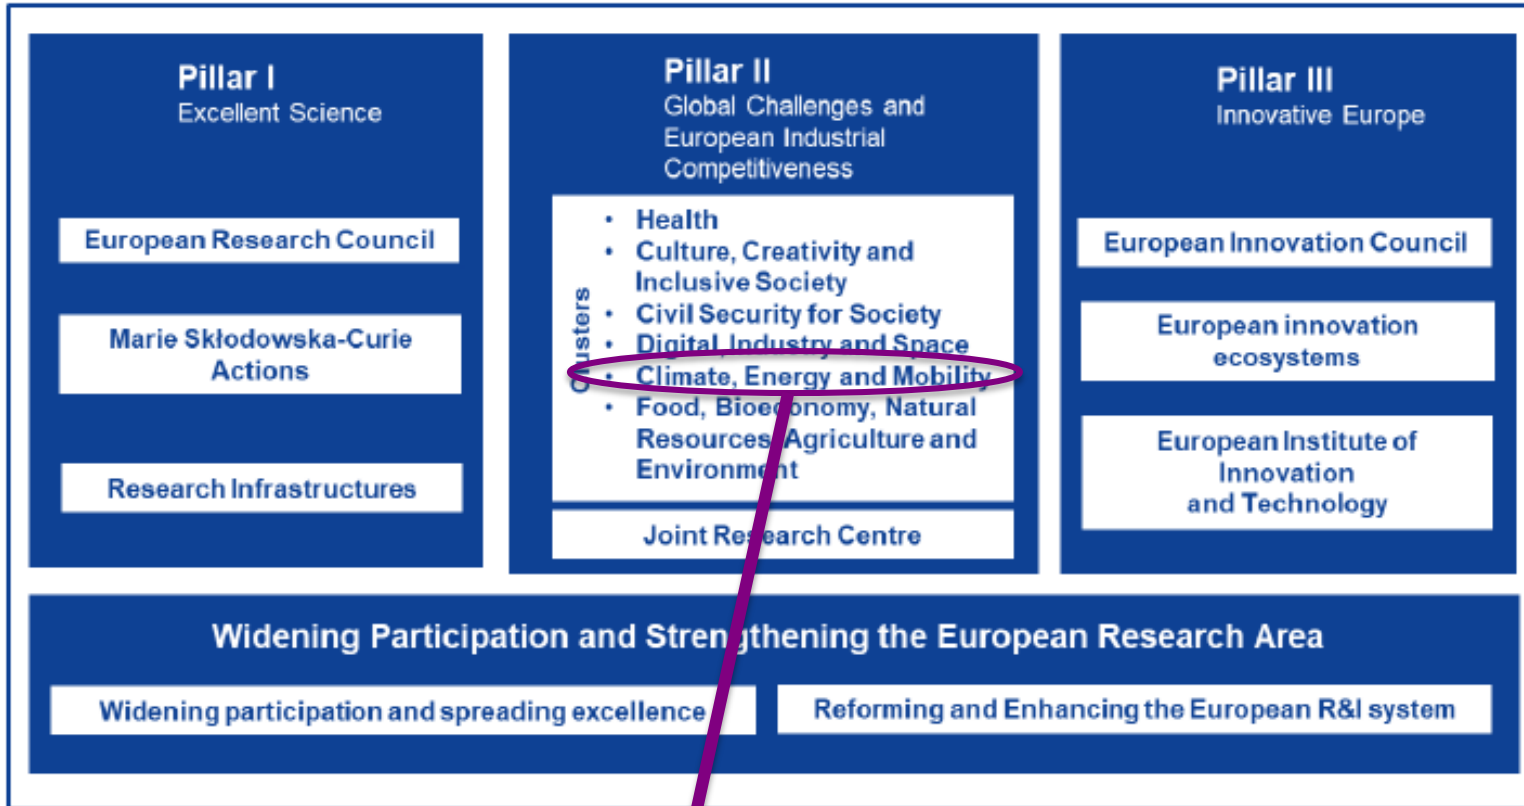 Pillar I
Excellent Science
European Research Council
Marie Skłodowska-Curie
Actions
Research Infrastructures
Pillar II
Global Challenges and
European Industrial
Competitiveness
Clusters
• Health
• Culture, Creativity and
Inclusive Society
• Civil Security for Society
• Digital, Industry and Space
• Climate, Energy and Mobility
• Food, Bioeconomy, Natural
Resources, Agriculture and
Environment
Joint Research Centre
Pillar III
Innovative Europe
European Innovation Council
European innovation
ecosystems
European Institute of
Innovation
and Technology
Widening Participation and Strengthening the European Research Area
Widening participation and spreading excellence
Reforming and Enhancing the European R&I system